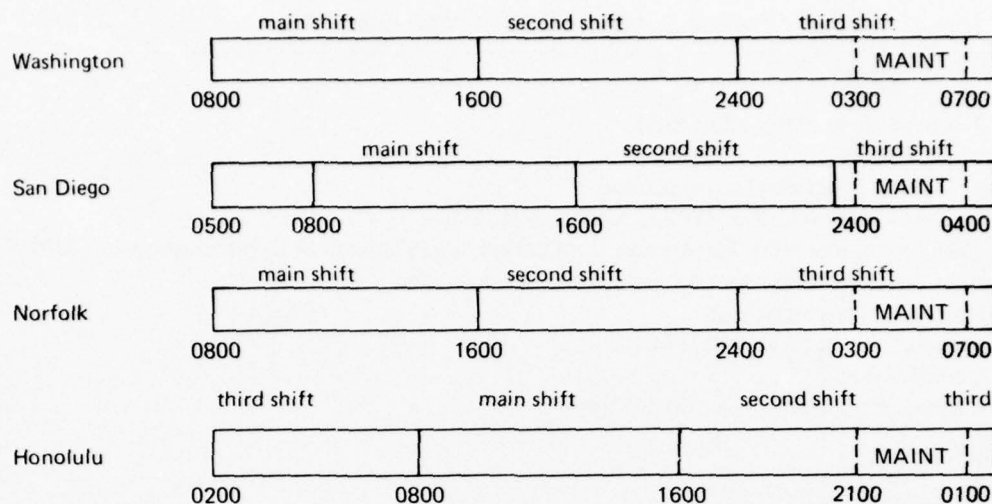 main shift second shift third shift
Washington MAINT
0800 1600 2400 0300 0700
main shift second shift third shift
San Diego MAINT
0500 0800 1600 2400 0400
main shift second shift third shift
Norfolk MAINT
0800 1600 2400 0300 0700
third shift main shift second shift third
Honolulu MAINT
0200 0800 1600 2100 0100